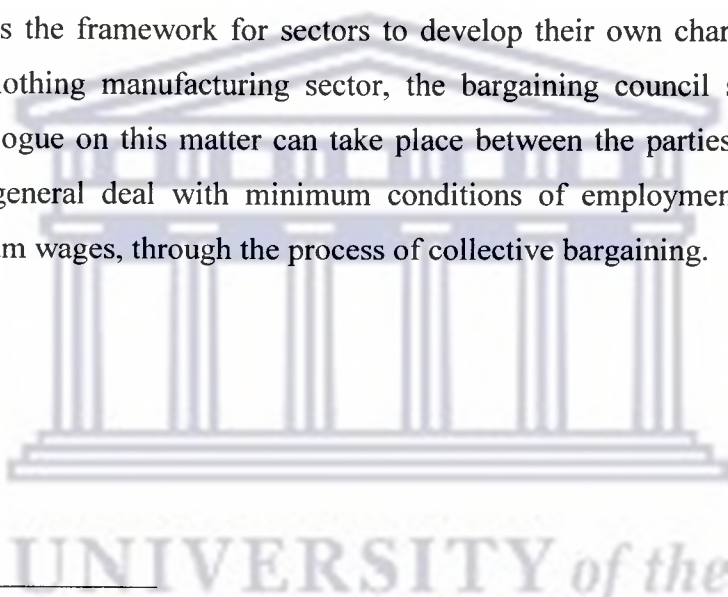 s the framework for sectors to develop their own char
othing manufacturing sector, the bargaining council
ogue on this matter can take place between the parties
general deal with minimum conditions of employmen
m wages, through the process of collective bargaining.
UNIVERSITY of the